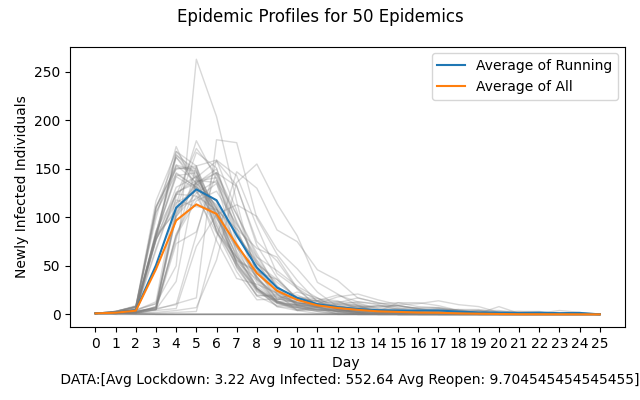 Epidemic Profiles for 50 Epidemics
Average of Running
Average of All
250
200
150
100
50
0
Newly Infected Individuals
0 1 2 3 4 5 6 7 8 9 10 11 12 13 14 15 16 17 18 19 20 21 22 23 24 25
Day
DATA:[Avg Lockdown: 3.22 Avg Infected: 552.64 Avg Reopen: 9.704545454545455]